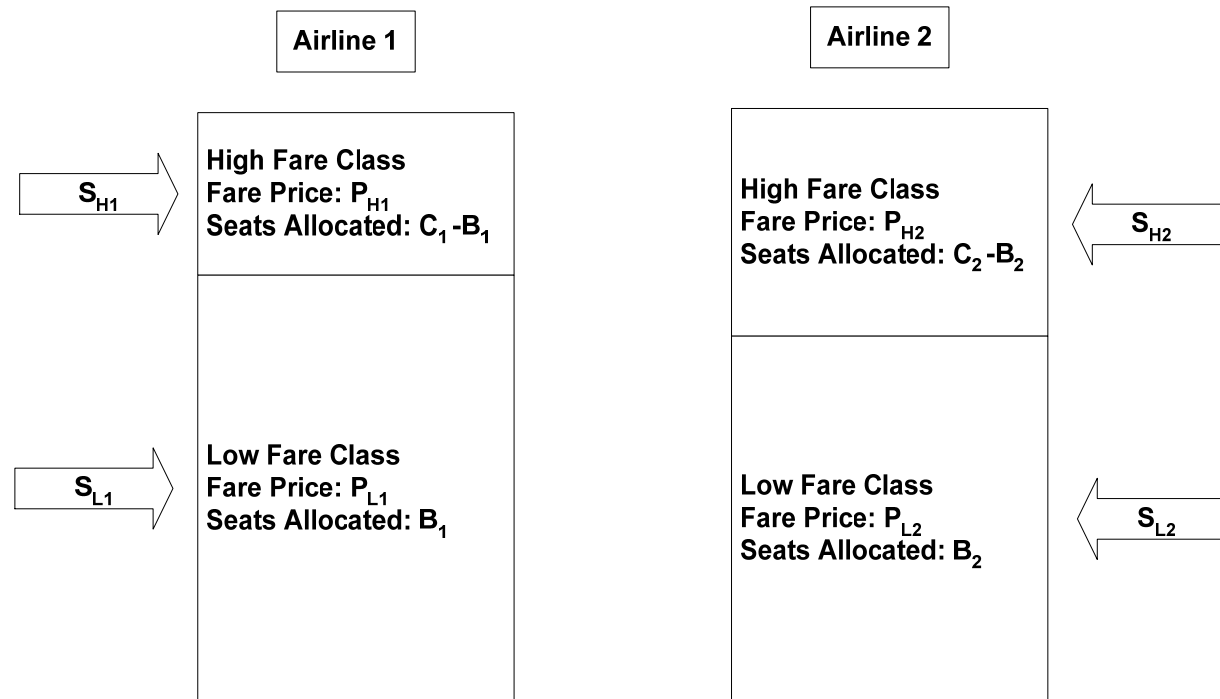 Airline 1
Airline 2
S_H1
High Fare Class
Fare Price: P_H1
Seats Allocated: C_1-B_1
High Fare Class
Fare Price: P_H2
Seats Allocated: C_2-B_2
S_H2
S_L1
Low Fare Class
Fare Price: P_L1
Seats Allocated: B_1
Low Fare Class
Fare Price: P_L2
Seats Allocated: B_2
S_L2